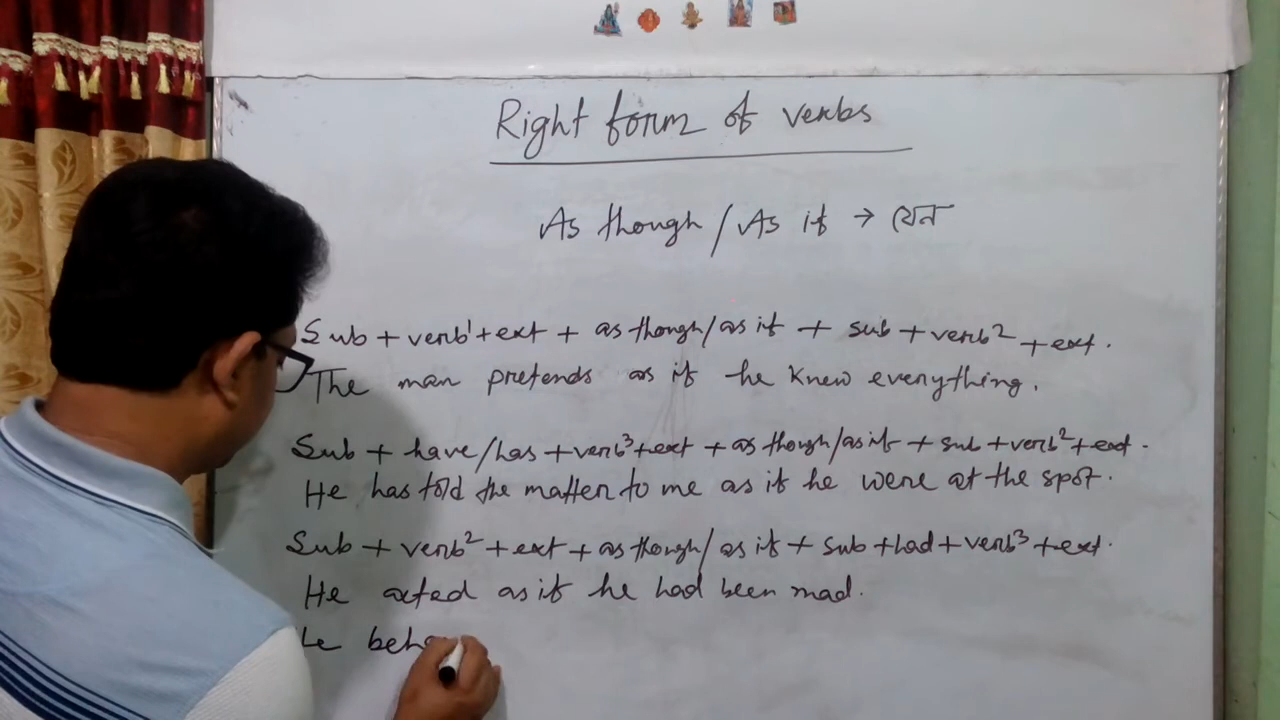 Right form of verbs
As though / As if → যেন
Sub + verb¹ + ext + as though/as if + sub + verb² + ext.
The man pretends as if he knew everything.
Sub + have/has + verb³ + ext + as though/as if + sub + verb² + ext.
He has told the matter to me as if he were at the spot.
Sub + verb² + ext + as though/as if + sub + had + verb³ + ext.
He acted as if he had been mad.
He beha